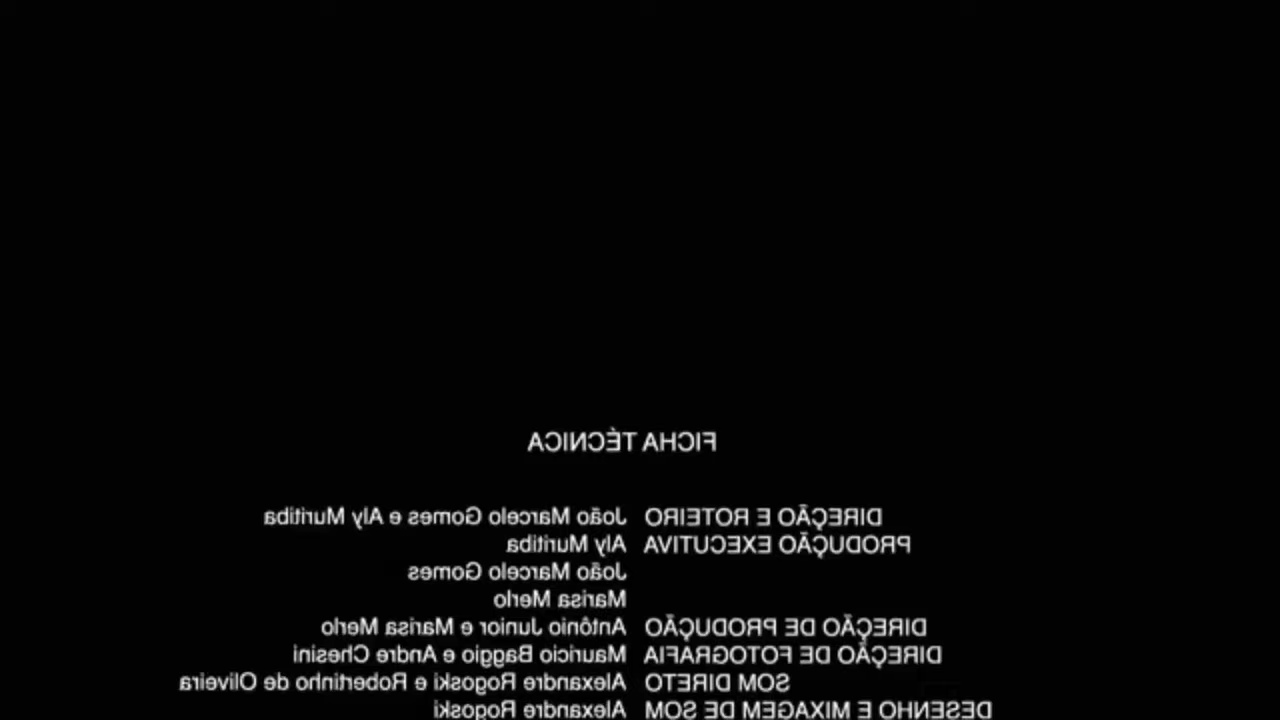 FICHA TÉCNICA
DIREÇÃO E ROTEIRO João Marcelo Gomes e Aly Muritiba
PRODUÇÃO EXECUTIVA Aly Muritiba
João Marcelo Gomes
Marisa Merlo
DIREÇÃO DE PRODUÇÃO Antônio Junior e Marisa Merlo
DIREÇÃO DE FOTOGRAFIA Mauricio Baggio e Andre Chesini
SOM DIRETO Alexandre Rogoski e Robertinho de Oliveira
DESENHO E MIXAGEM DE SOM Alexandre Rogoski